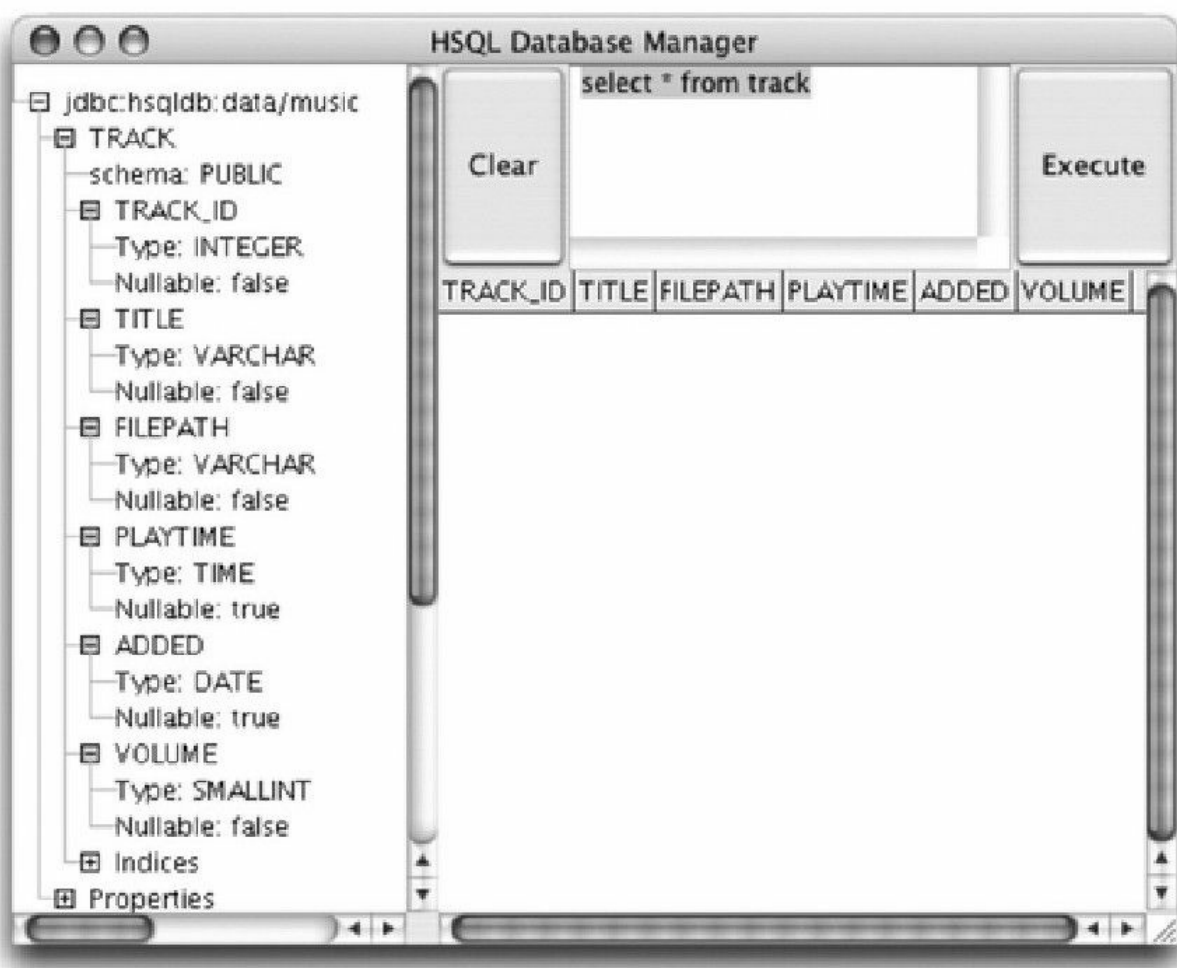 HSQL Database Manager
jdbc:hsqldb:data/music
TRACK
schema: PUBLIC
TRACK_ID
Type: INTEGER
Nullable: false
TITLE
Type: VARCHAR
Nullable: false
FILEPATH
Type: VARCHAR
Nullable: false
PLAYTIME
Type: TIME
Nullable: true
ADDED
Type: DATE
Nullable: true
VOLUME
Type: SMALLINT
Nullable: false
Indices
Properties
Clear
select * from track
Execute
TRACK_ID TITLE FILEPATH PLAYTIME ADDED VOLUME